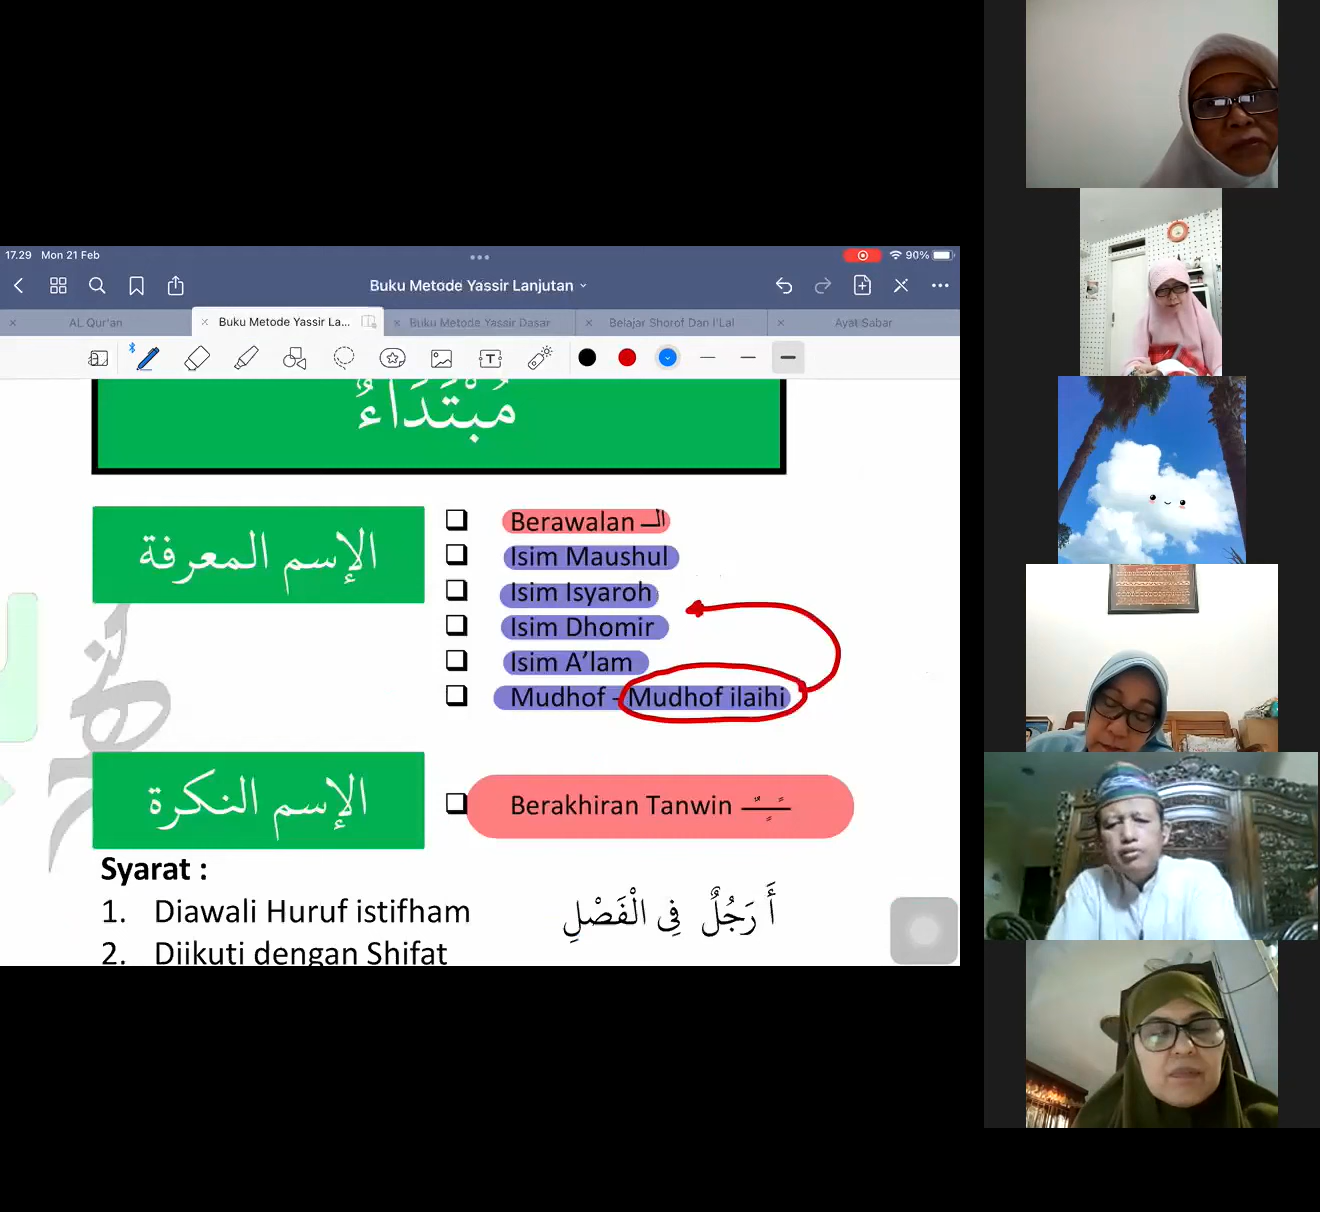 17.29 Mon 21 Feb
90%
Buku Metode Yassir Lanjutan
AL Qur'an
Buku Metode Yassir La...
Buku Metode Yassir Dasar
Belajar Shorof Dan I'Lal
Ayat Sabar
مُبْتَدَاءٌ
الإسم المعرفة
Berawalan الـ
Isim Maushul
Isim Isyaroh
Isim Dhomir
Isim A’lam
Mudhof - Mudhof ilaihi
الإسم النكرة
Berakhiran Tanwin ـًـٍـٌ
Syarat :
1. Diawali Huruf istifham
أَ رَجُلٌ فِى الْفَصْلِ
2. Diikuti dengan Shifat